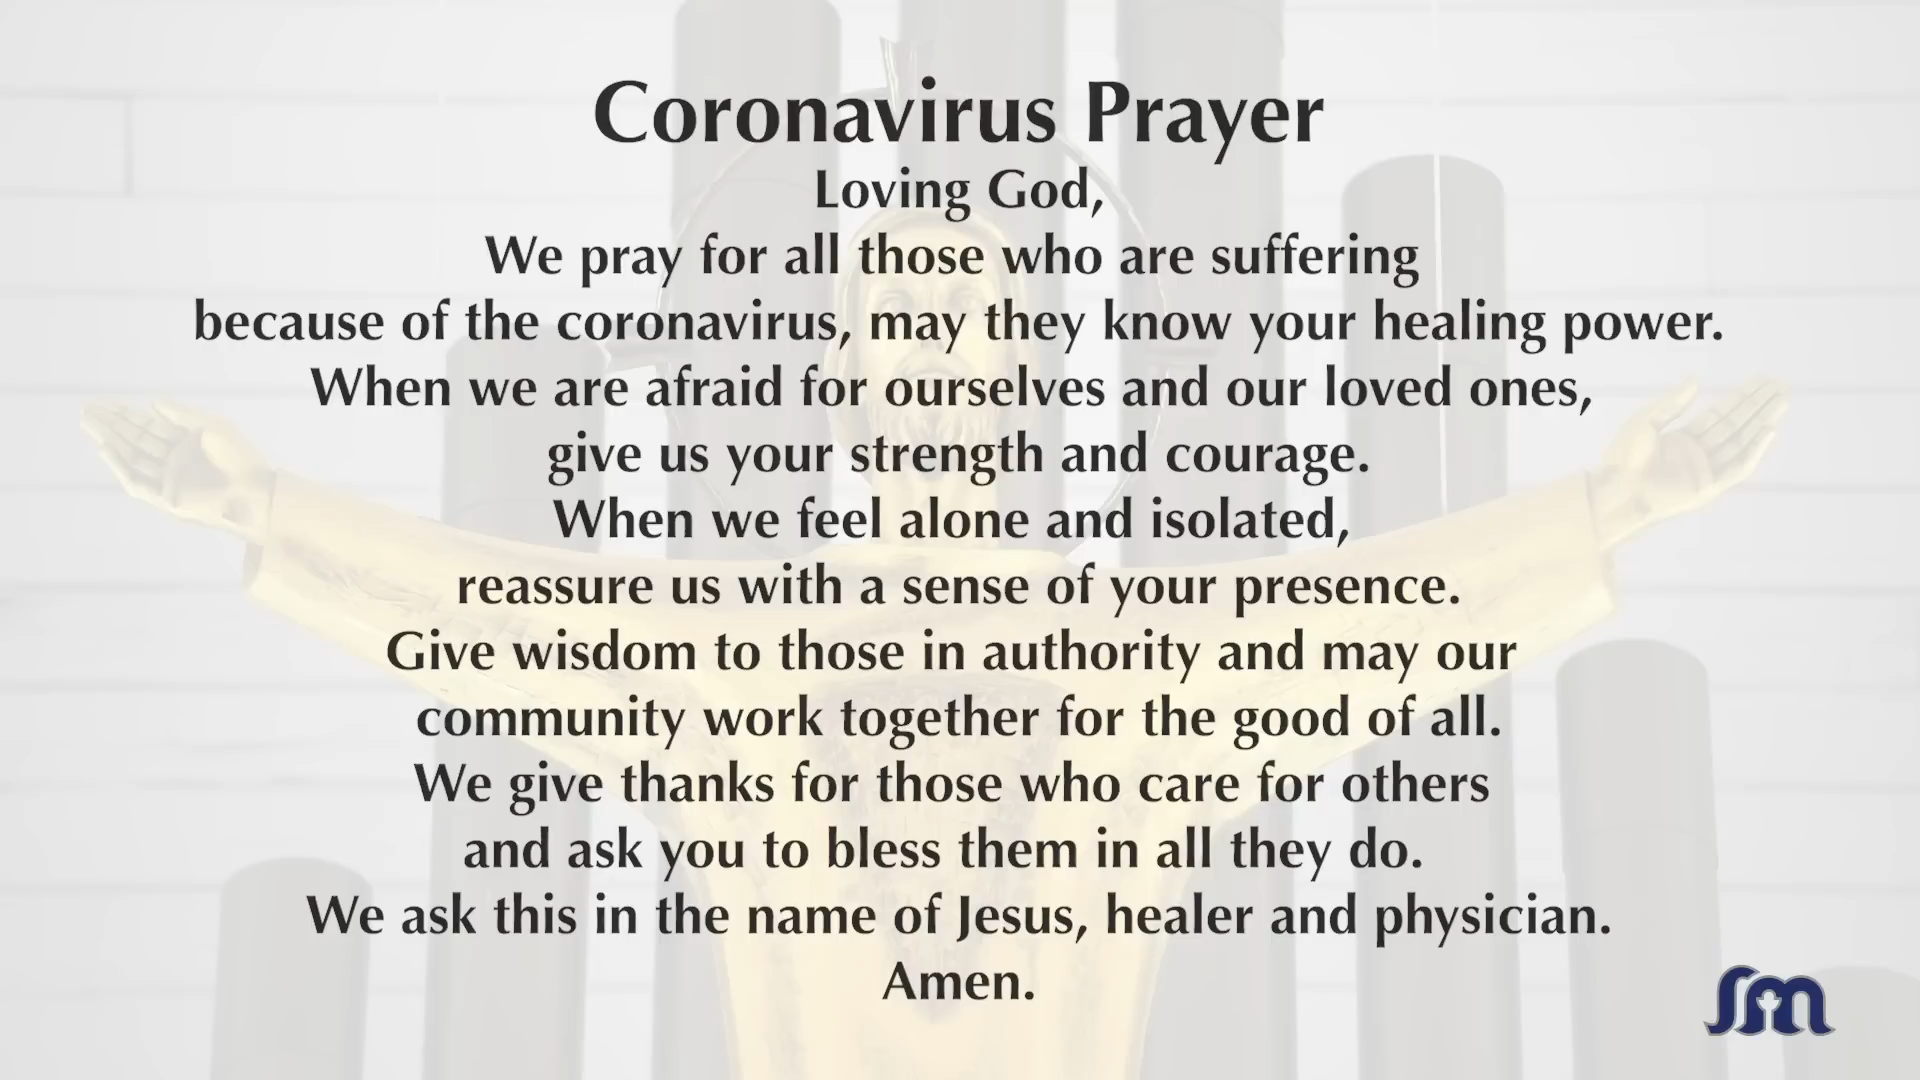 Coronavirus Prayer
Loving God,
We pray for all those who are suffering
because of the coronavirus, may they know your healing power.
When we are afraid for ourselves and our loved ones,
give us your strength and courage.
When we feel alone and isolated,
reassure us with a sense of your presence.
Give wisdom to those in authority and may our
community work together for the good of all.
We give thanks for those who care for others
and ask you to bless them in all they do.
We ask this in the name of Jesus, healer and physician.
Amen.
sm